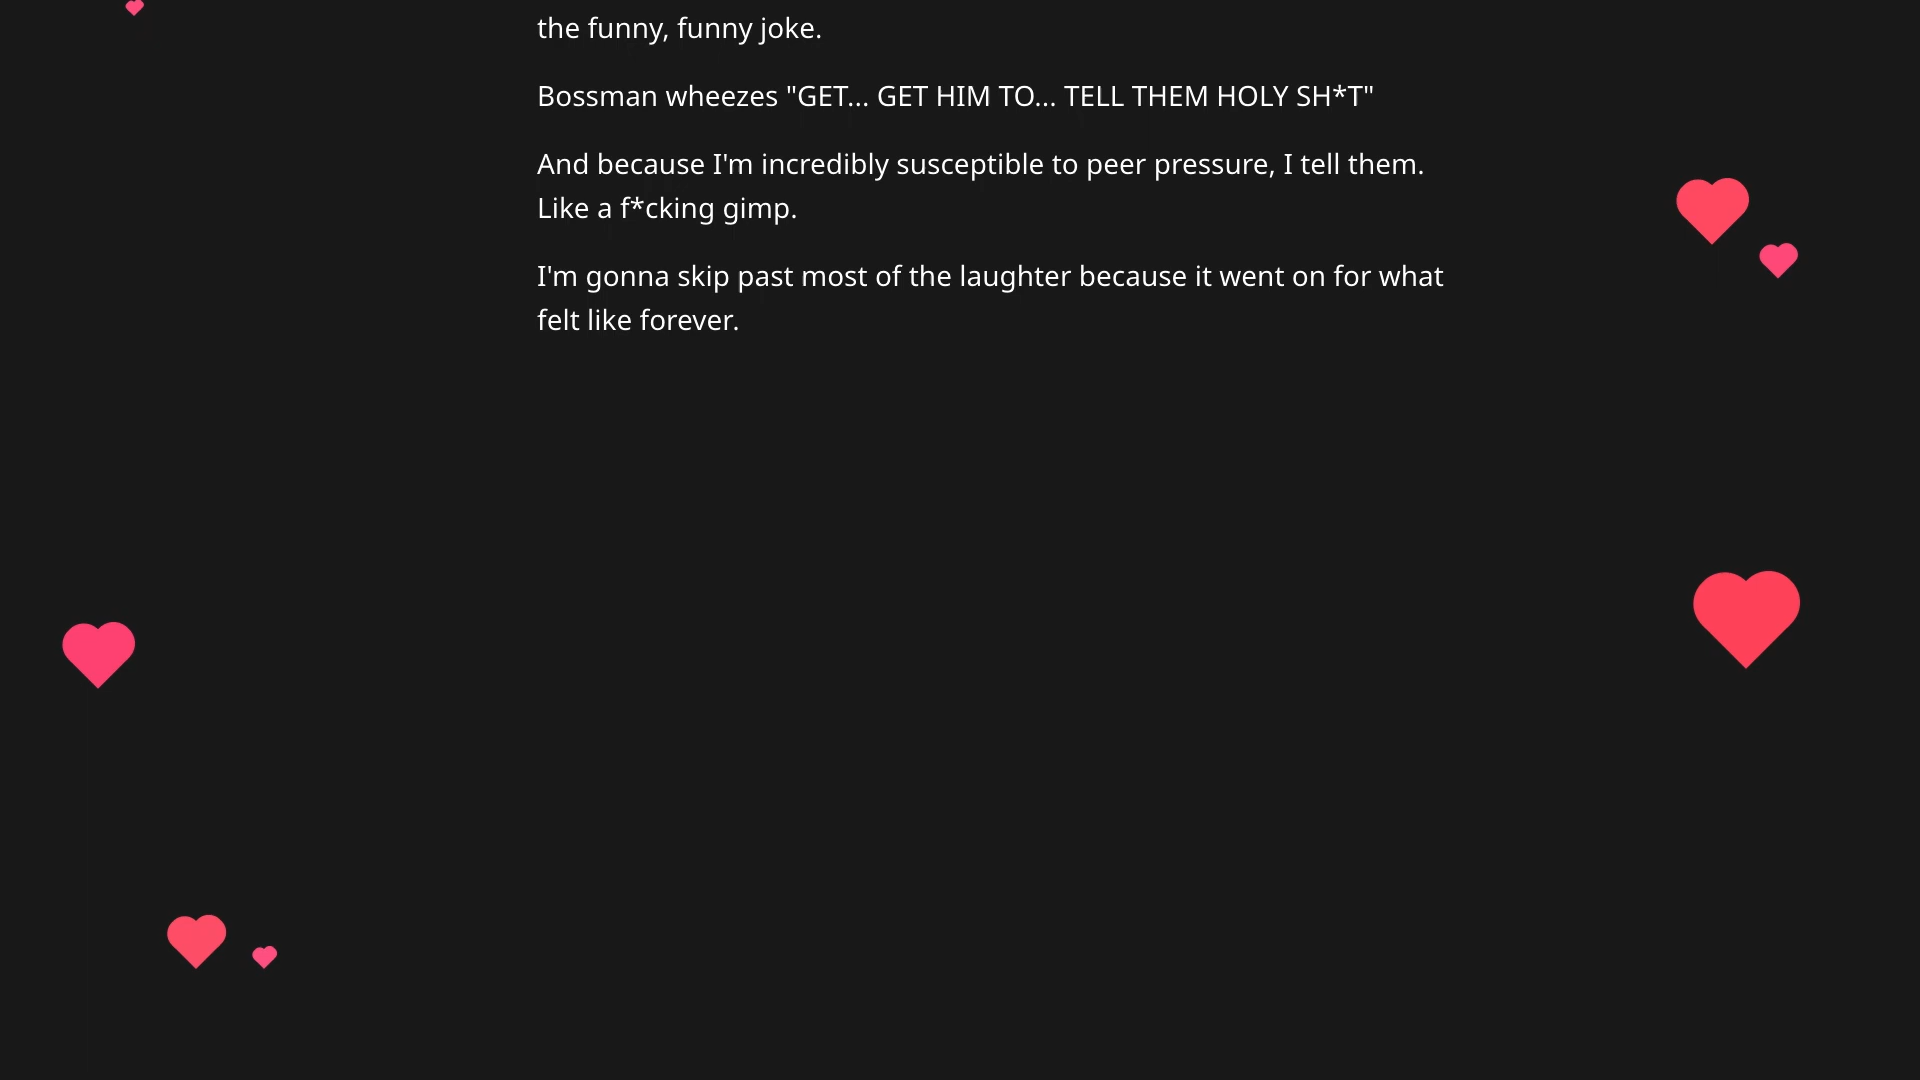 the funny, funny joke.
Bossman wheezes "GET... GET HIM TO... TELL THEM HOLY SH*T"
And because I'm incredibly susceptible to peer pressure, I tell them.
Like a f*cking gimp.
I'm gonna skip past most of the laughter because it went on for what
felt like forever.